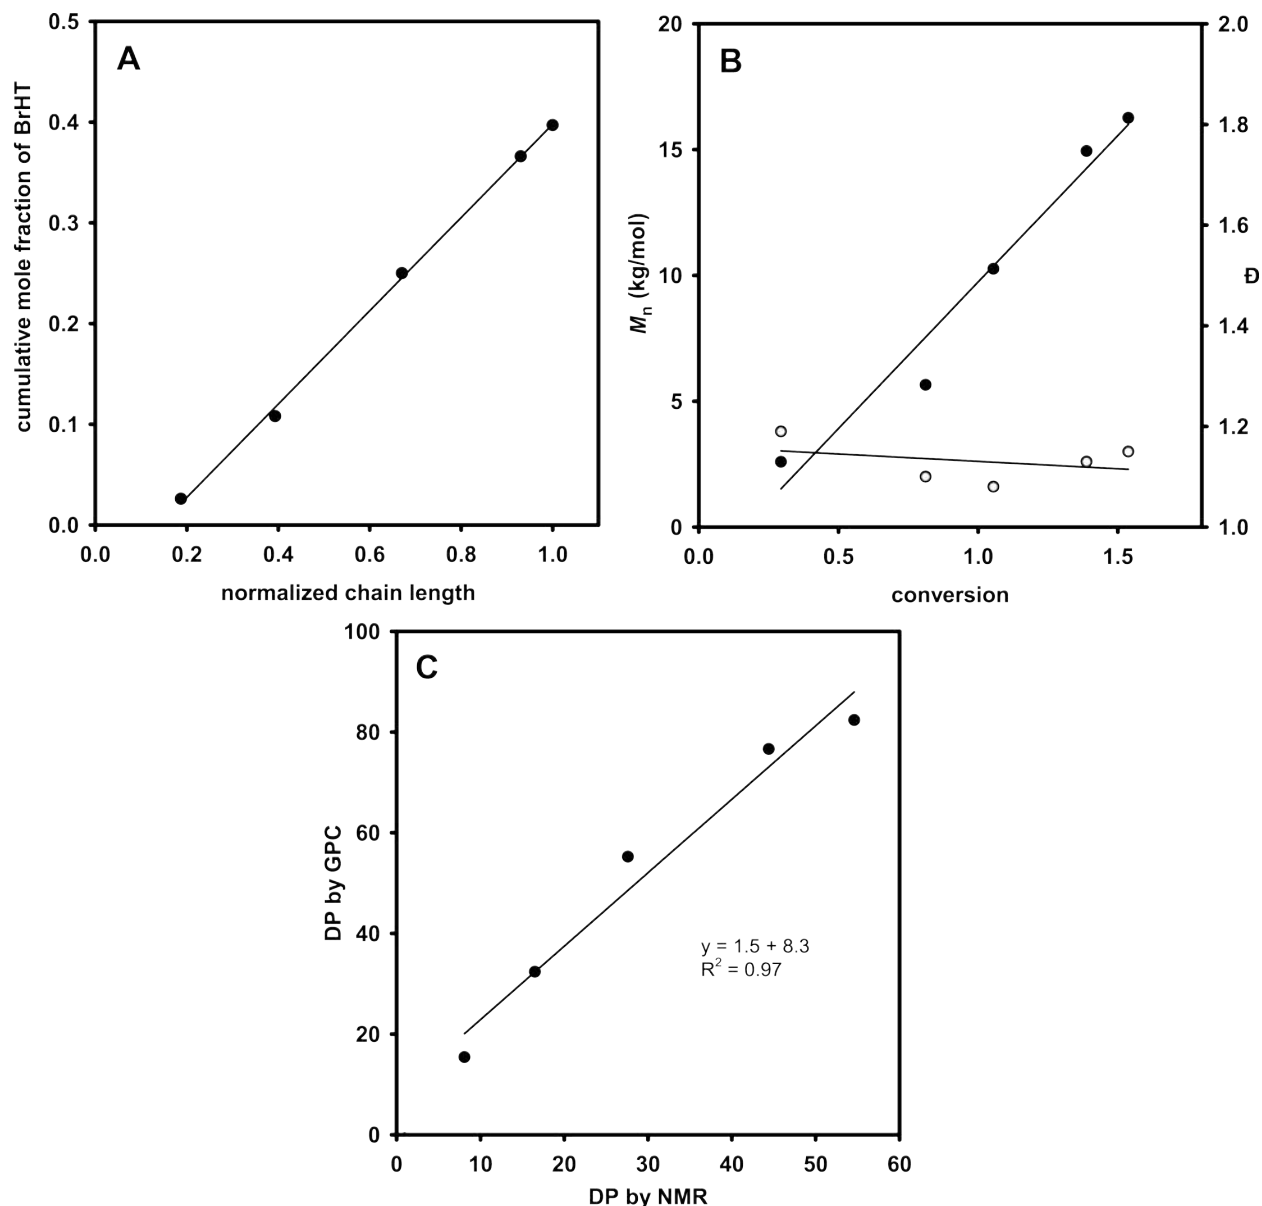 A
cumulative mole fraction of BrHT
0.5
0.4
0.3
0.2
0.1
0.0
0.0 0.2 0.4 0.6 0.8 1.0
normalized chain length
B
Mn (kg/mol)
20
15
10
5
0
2.0
1.8
1.6
1.4
1.2
1.0
Đ
0.0 0.5 1.0 1.5
conversion
C
DP by GPC
100
80
60
40
20
0
y = 1.5 + 8.3
R² = 0.97
0 10 20 30 40 50 60
DP by NMR